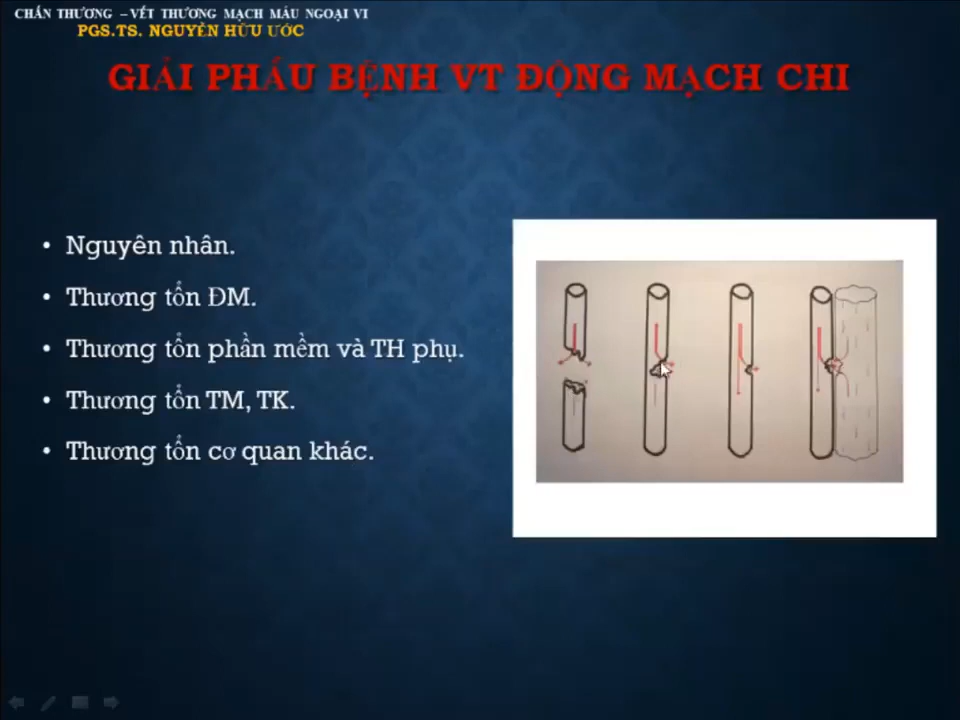 CHẤN THƯƠNG – VẾT THƯƠNG MẠCH MÁU NGOẠI VI
PGS.TS. NGUYỄN HỮU ƯỚC
GIẢI PHẪU BỆNH VT ĐỘNG MẠCH CHI
• Nguyên nhân.
• Thương tổn ĐM.
• Thương tổn phần mềm và TH phụ.
• Thương tổn TM, TK.
• Thương tổn cơ quan khác.